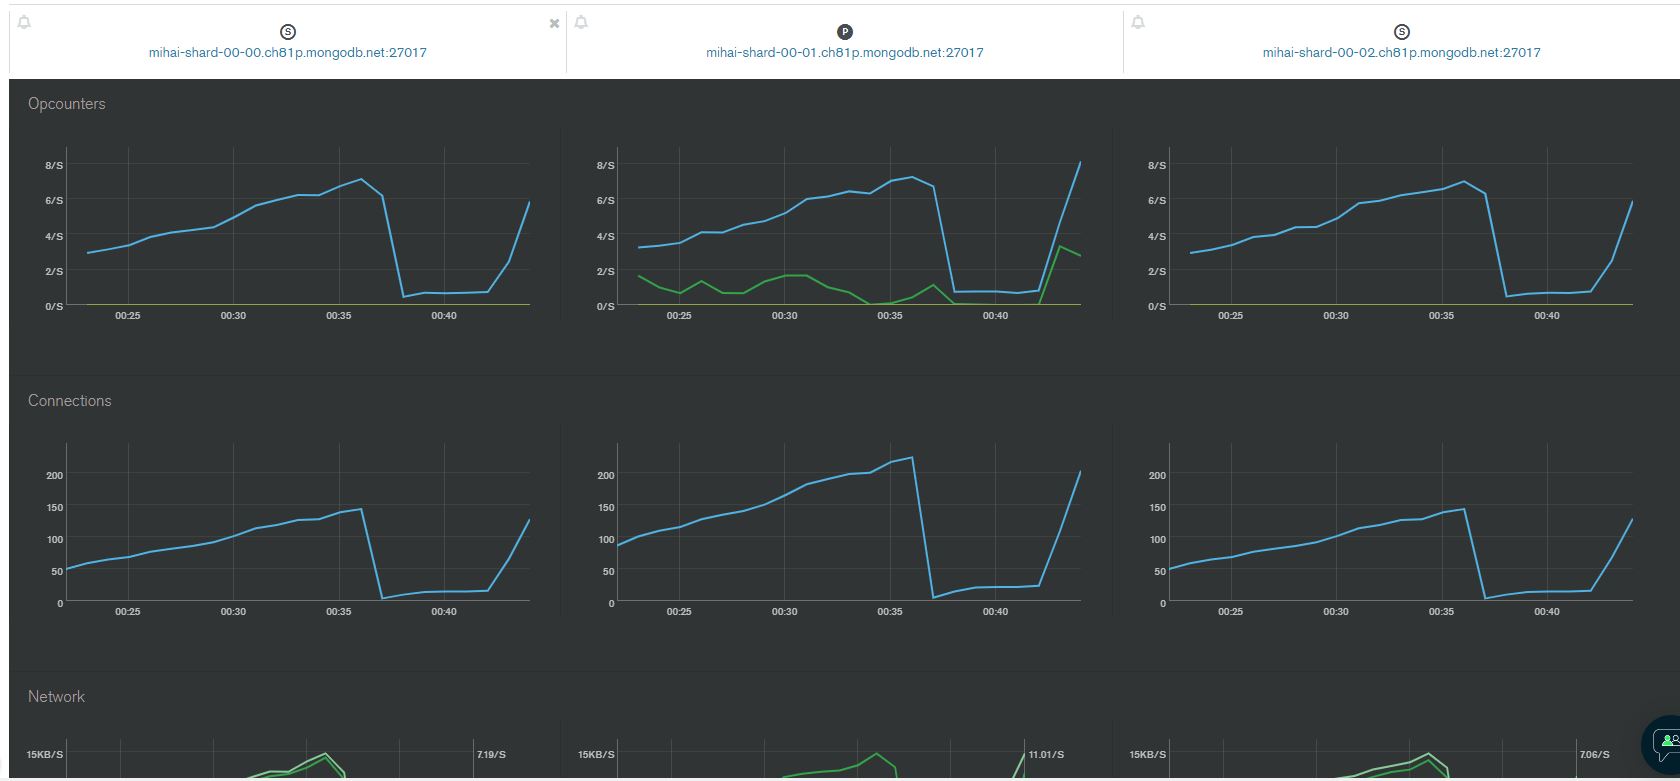 S P S
mihai-shard-00-00.ch81p.mongodb.net:27017 mihai-shard-00-01.ch81p.mongodb.net:27017 mihai-shard-00-02.ch81p.mongodb.net:27017
Opcounters
8/S 8/S 8/S
6/S 6/S 6/S
4/S 4/S 4/S
2/S 2/S 2/S
0/S 0/S 0/S
00:25 00:30 00:35 00:40 00:25 00:30 00:35 00:40 00:25 00:30 00:35 00:40
Connections
200 200 200
150 150 150
100 100 100
50 50 50
0 0 0
00:25 00:30 00:35 00:40 00:25 00:30 00:35 00:40 00:25 00:30 00:35 00:40
Network
15KB/S 7.19/S 15KB/S 11.01/S 15KB/S 7.06/S